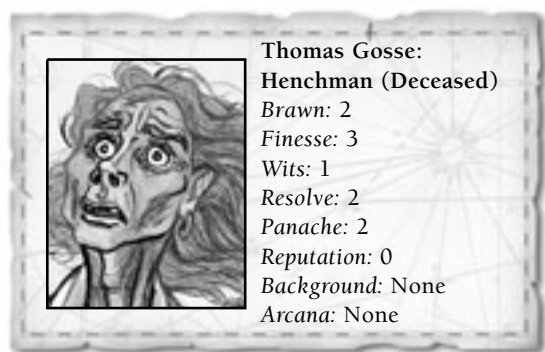 Thomas Gosse:
Henchman (Deceased)
Brawn: 2
Finesse: 3
Wits: 1
Resolve: 2
Panache: 2
Reputation: 0
Background: None
Arcana: None